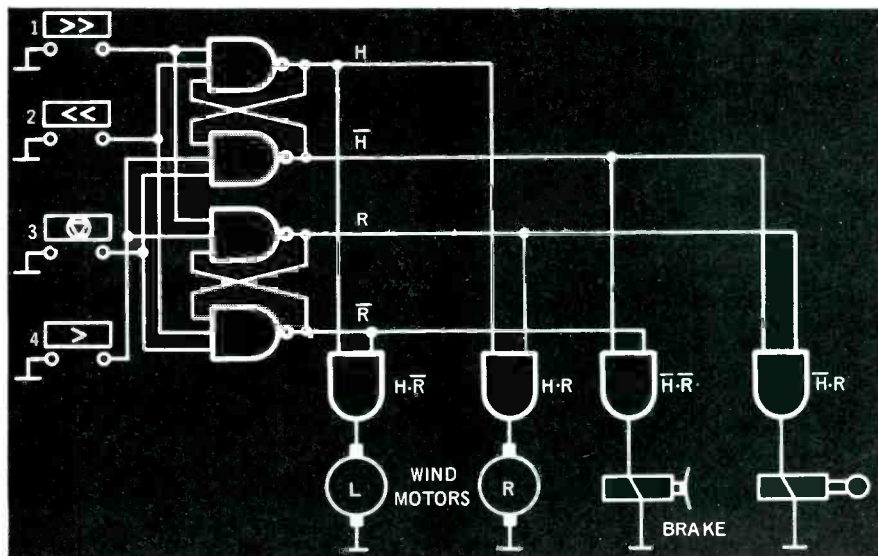 1 >>
H
2 <<
H̅
3
R
4 >
R̅
H·R̅
H·R
H̅·R̅
H̅·R
L
WIND
MOTORS
R
BRAKE